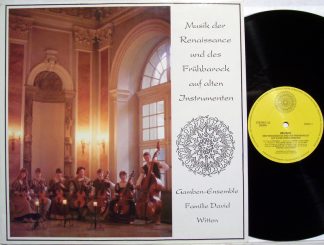 Musik der
Renaissance
und des
Frühbarock
auf alten
Instrumenten
Gamben-Ensemble
Familie David
Witten